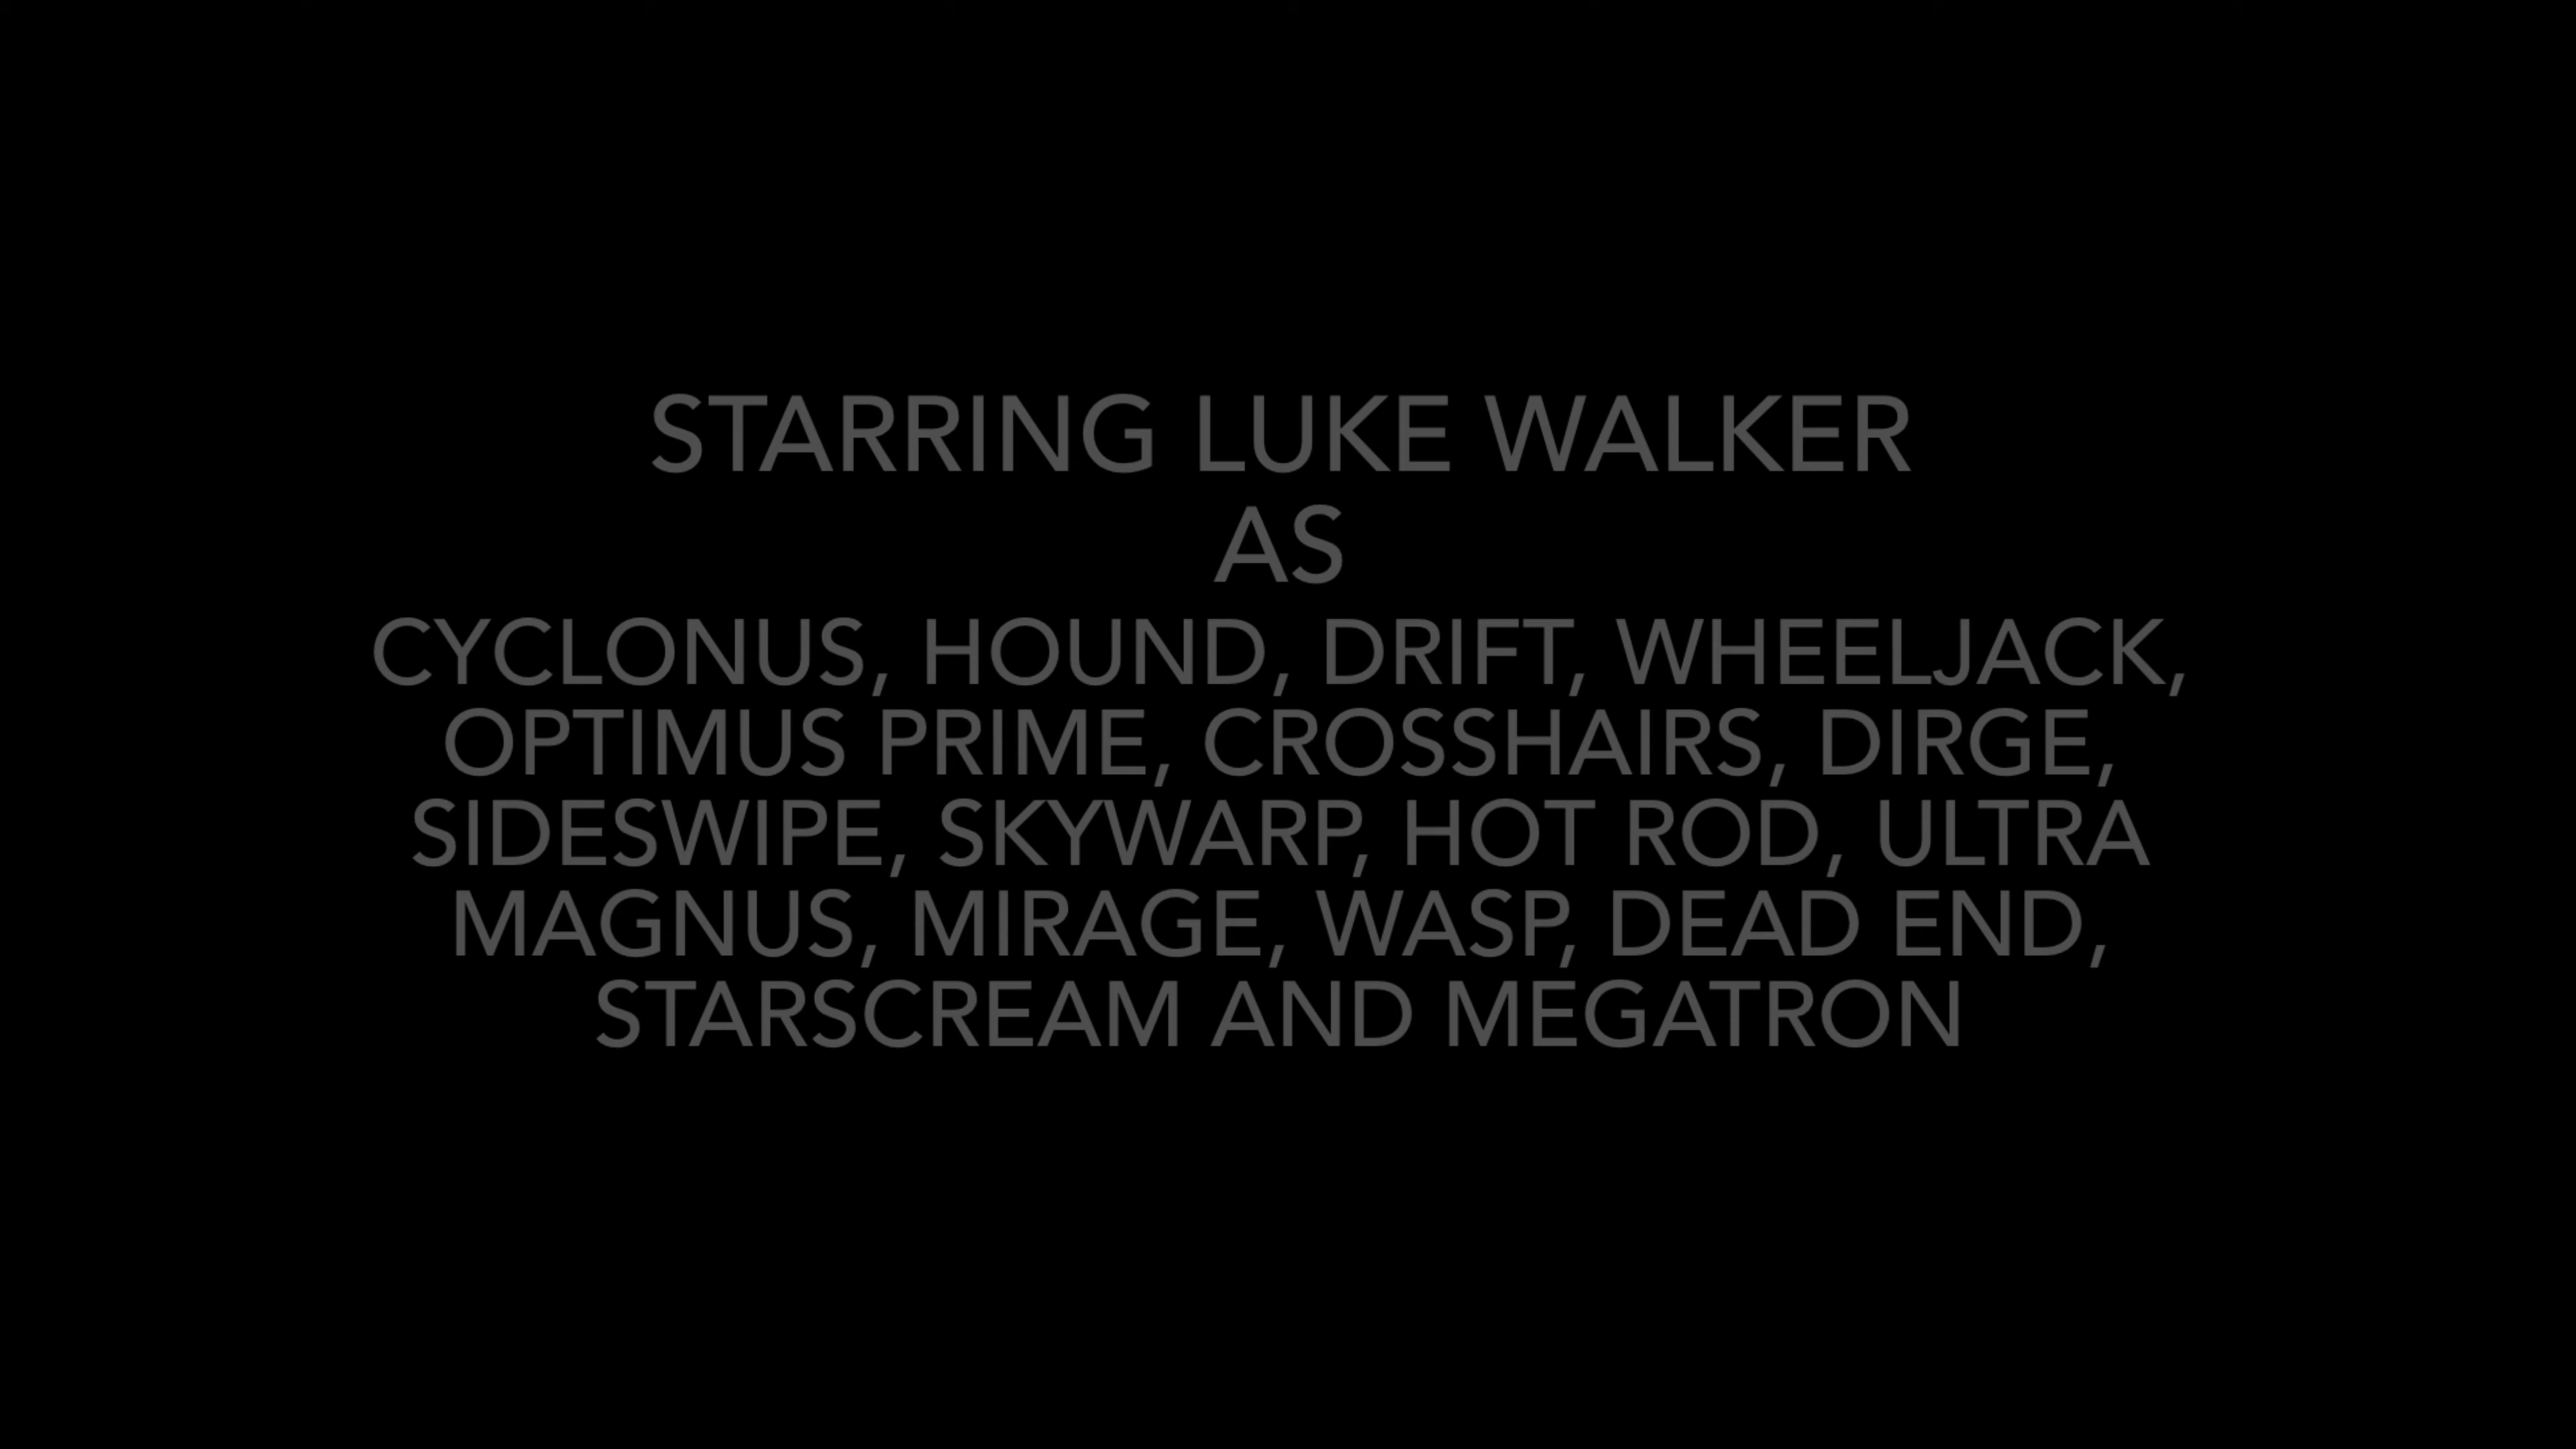 STARRING LUKE WALKER
AS
CYCLONUS, HOUND, DRIFT, WHEELJACK,
OPTIMUS PRIME, CROSSHAIRS, DIRGE,
SIDESWIPE, SKYWARP, HOT ROD, ULTRA
MAGNUS, MIRAGE, WASP, DEAD END,
STARSCREAM AND MEGATRON